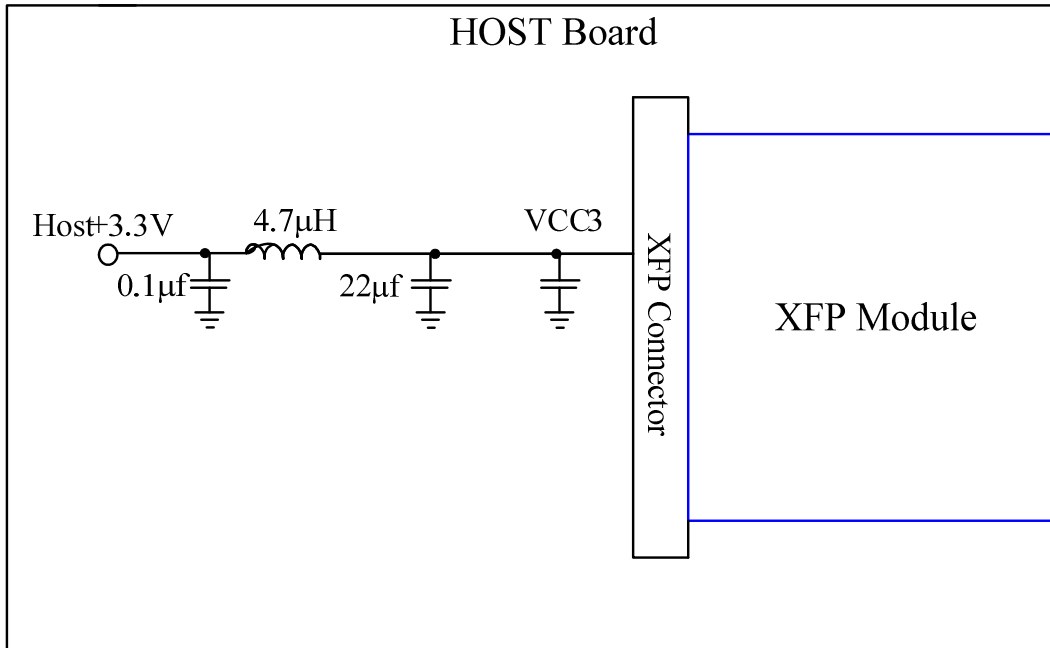 HOST Board
Host+3.3V
4.7μH
VCC3
0.1μf
22μf
XFP Connector
XFP Module